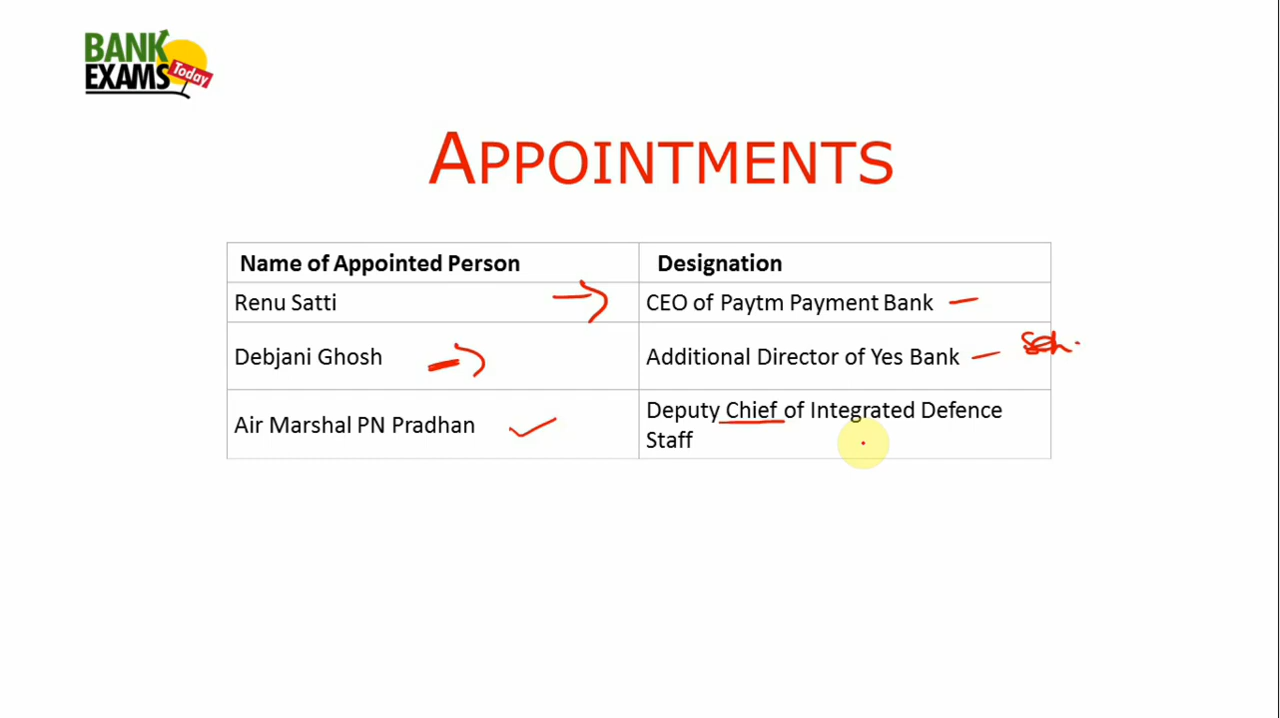 BANK
EXAMS
Today
APPOINTMENTS
Name of Appointed Person Designation
Renu Satti CEO of Paytm Payment Bank
Debjani Ghosh Additional Director of Yes Bank
Air Marshal PN Pradhan Deputy Chief of Integrated Defence
Staff